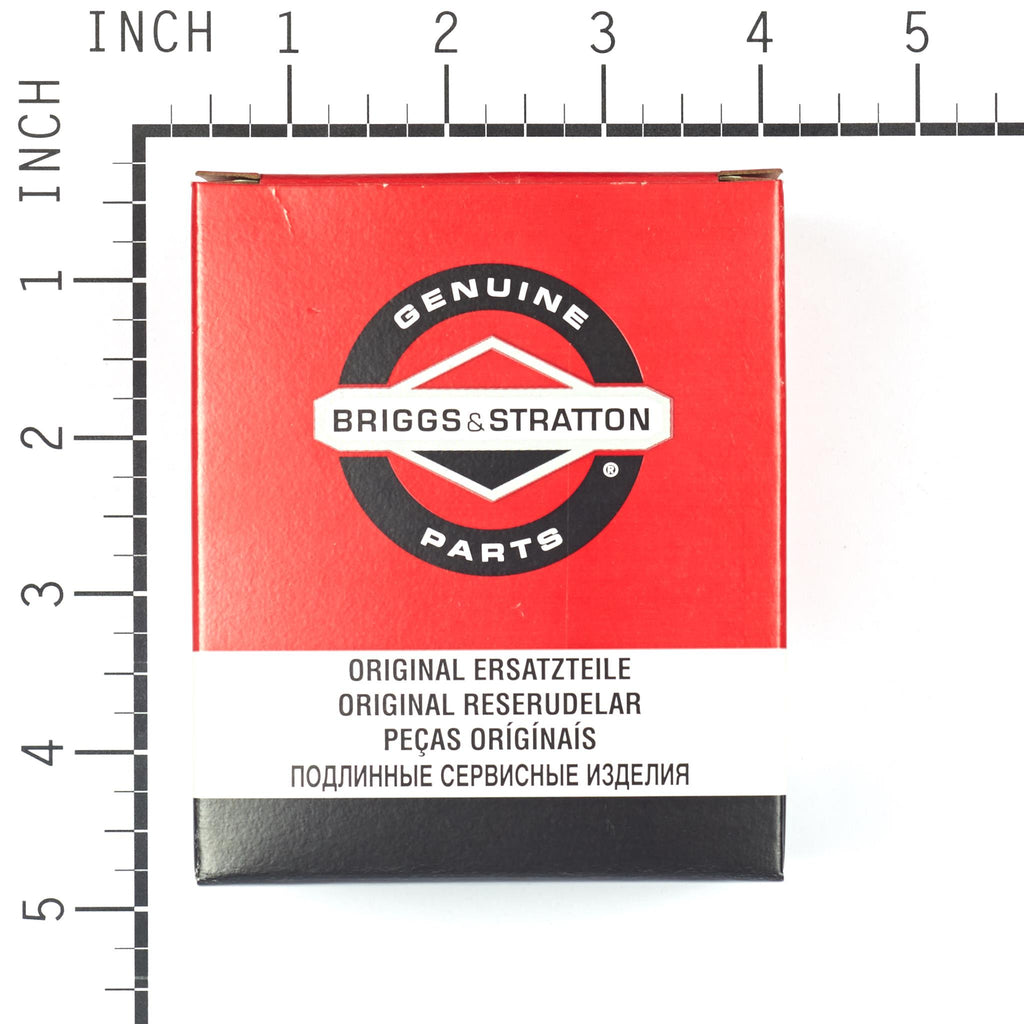 INCH 1 2 3 4 5
INCH
1
2
3
4
5
GENUINE
BRIGGS & STRATTON
®
PARTS
ORIGINAL ERSATZTEILE
ORIGINAL RESERUDELAR
PEÇAS ORÍGÍNAÍS
ПОДЛИННЫЕ СЕРВИСНЫЕ ИЗДЕЛИЯ